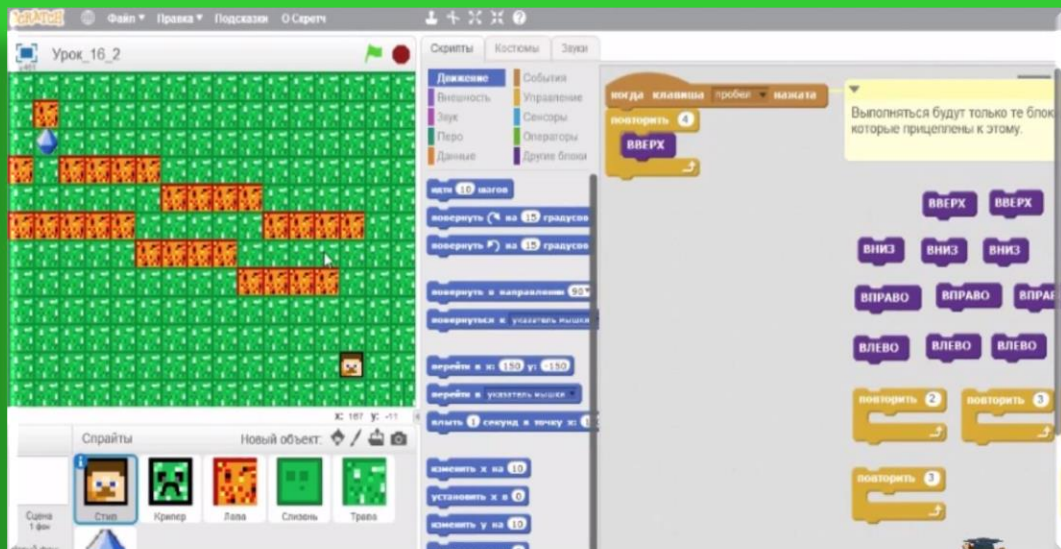 SCRATCH Файл Правка Подсказки О Скретч
Урок_16_2
Скрипты Костюмы Звуки
Движение События
Внешность Управление
Звук Сенсоры
Перо Операторы
Данные Другие блоки
идти 10 шагов
повернуть на 15 градусов
повернуть на 15 градусов
повернуть в направлении 90
повернуться к указатель мышки
перейти в x: 150 y: -150
перейти в указатель мышки
плыть 1 секунд в точку x:
изменить x на 10
установить x в 0
изменить y на 10
когда клавиша пробел нажата
повторить 4
ВВЕРХ
Выполняться будут только те блок
которые прицеплены к этому.
ВВЕРХ ВВЕРХ
ВНИЗ ВНИЗ ВНИЗ
ВПРАВО ВПРАВО ВПРАВ
ВЛЕВО ВЛЕВО ВЛЕВО
повторить 2 повторить 3
повторить 3
x: 167 y: -11
Спрайты Новый объект:
Сцена
1 фон
Стив Крипер Лава Слизень Трава